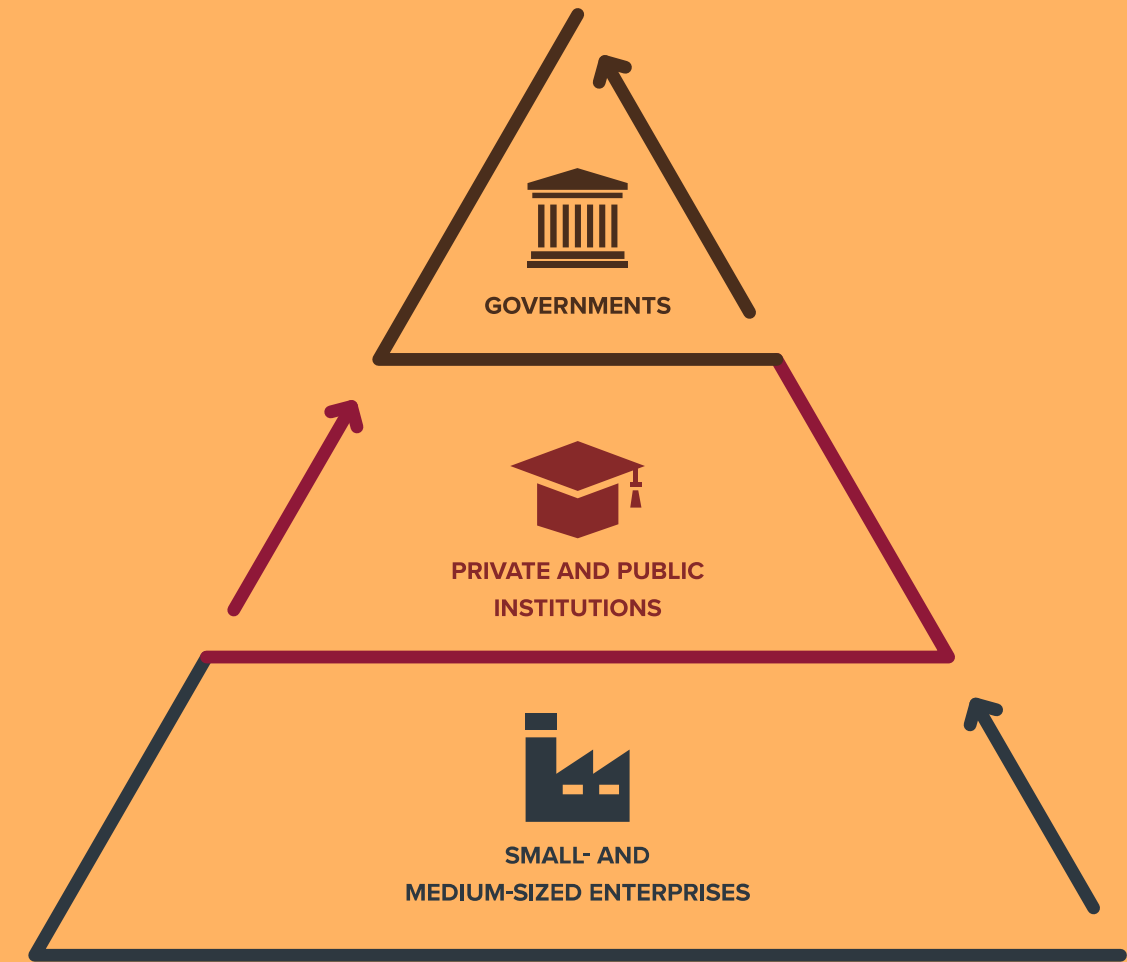 GOVERNMENTS
PRIVATE AND PUBLIC
INSTITUTIONS
SMALL- AND
MEDIUM-SIZED ENTERPRISES